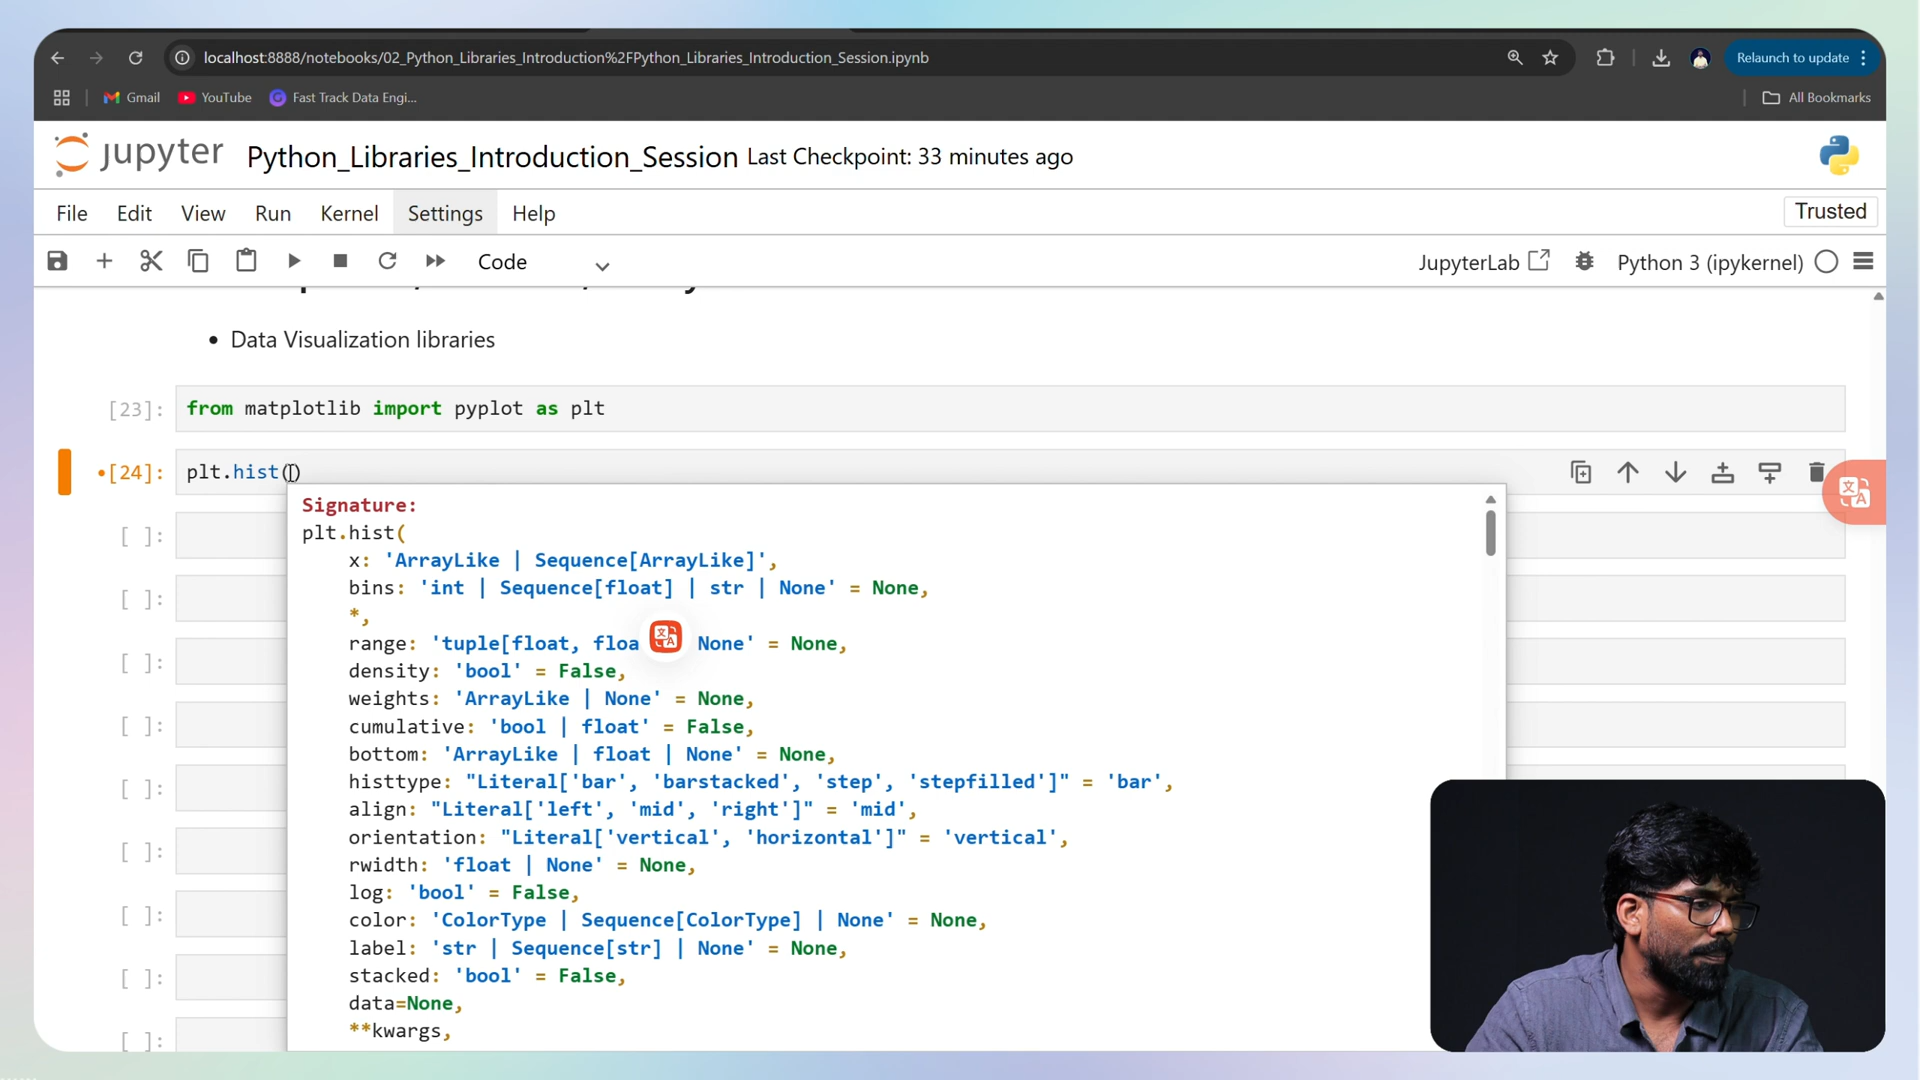 localhost:8888/notebooks/02_Python_Libraries_Introduction%2FPython_Libraries_Introduction_Session.ipynb
Relaunch to update
Gmail
YouTube
Fast Track Data Engi...
All Bookmarks
jupyter
Python_Libraries_Introduction_Session Last Checkpoint: 33 minutes ago
File Edit View Run Kernel Settings Help
Trusted
Code
JupyterLab
Python 3 (ipykernel)
• Data Visualization libraries
[23]: from matplotlib import pyplot as plt
•[24]: plt.hist()
[ ]:
[ ]:
[ ]:
[ ]:
[ ]:
[ ]:
[ ]:
[ ]:
[ ]:
Signature:
plt.hist(
x: 'ArrayLike | Sequence[ArrayLike]',
bins: 'int | Sequence[float] | str | None' = None,
*,
range: 'tuple[float, floa None' = None,
density: 'bool' = False,
weights: 'ArrayLike | None' = None,
cumulative: 'bool | float' = False,
bottom: 'ArrayLike | float | None' = None,
histtype: "Literal['bar', 'barstacked', 'step', 'stepfilled']" = 'bar',
align: "Literal['left', 'mid', 'right']" = 'mid',
orientation: "Literal['vertical', 'horizontal']" = 'vertical',
rwidth: 'float | None' = None,
log: 'bool' = False,
color: 'ColorType | Sequence[ColorType] | None' = None,
label: 'str | Sequence[str] | None' = None,
stacked: 'bool' = False,
data=None,
**kwargs,